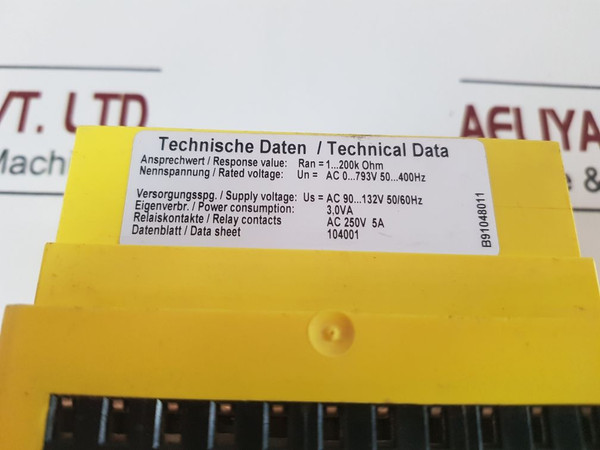 VT. LTD
AELIYA
Machi
e &
Technische Daten / Technical Data
Ansprechwert / Response value: Ran = 1...200k Ohm
Nennspannung / Rated voltage: Un = AC 0...793V 50...400Hz
Versorgungsspg. / Supply voltage: Us = AC 90...132V 50/60Hz
Eigenverbr. / Power consumption: 3,0VA
Relaiskontakte / Relay contacts AC 250V 5A
Datenblatt / Data sheet 104001
B91048011